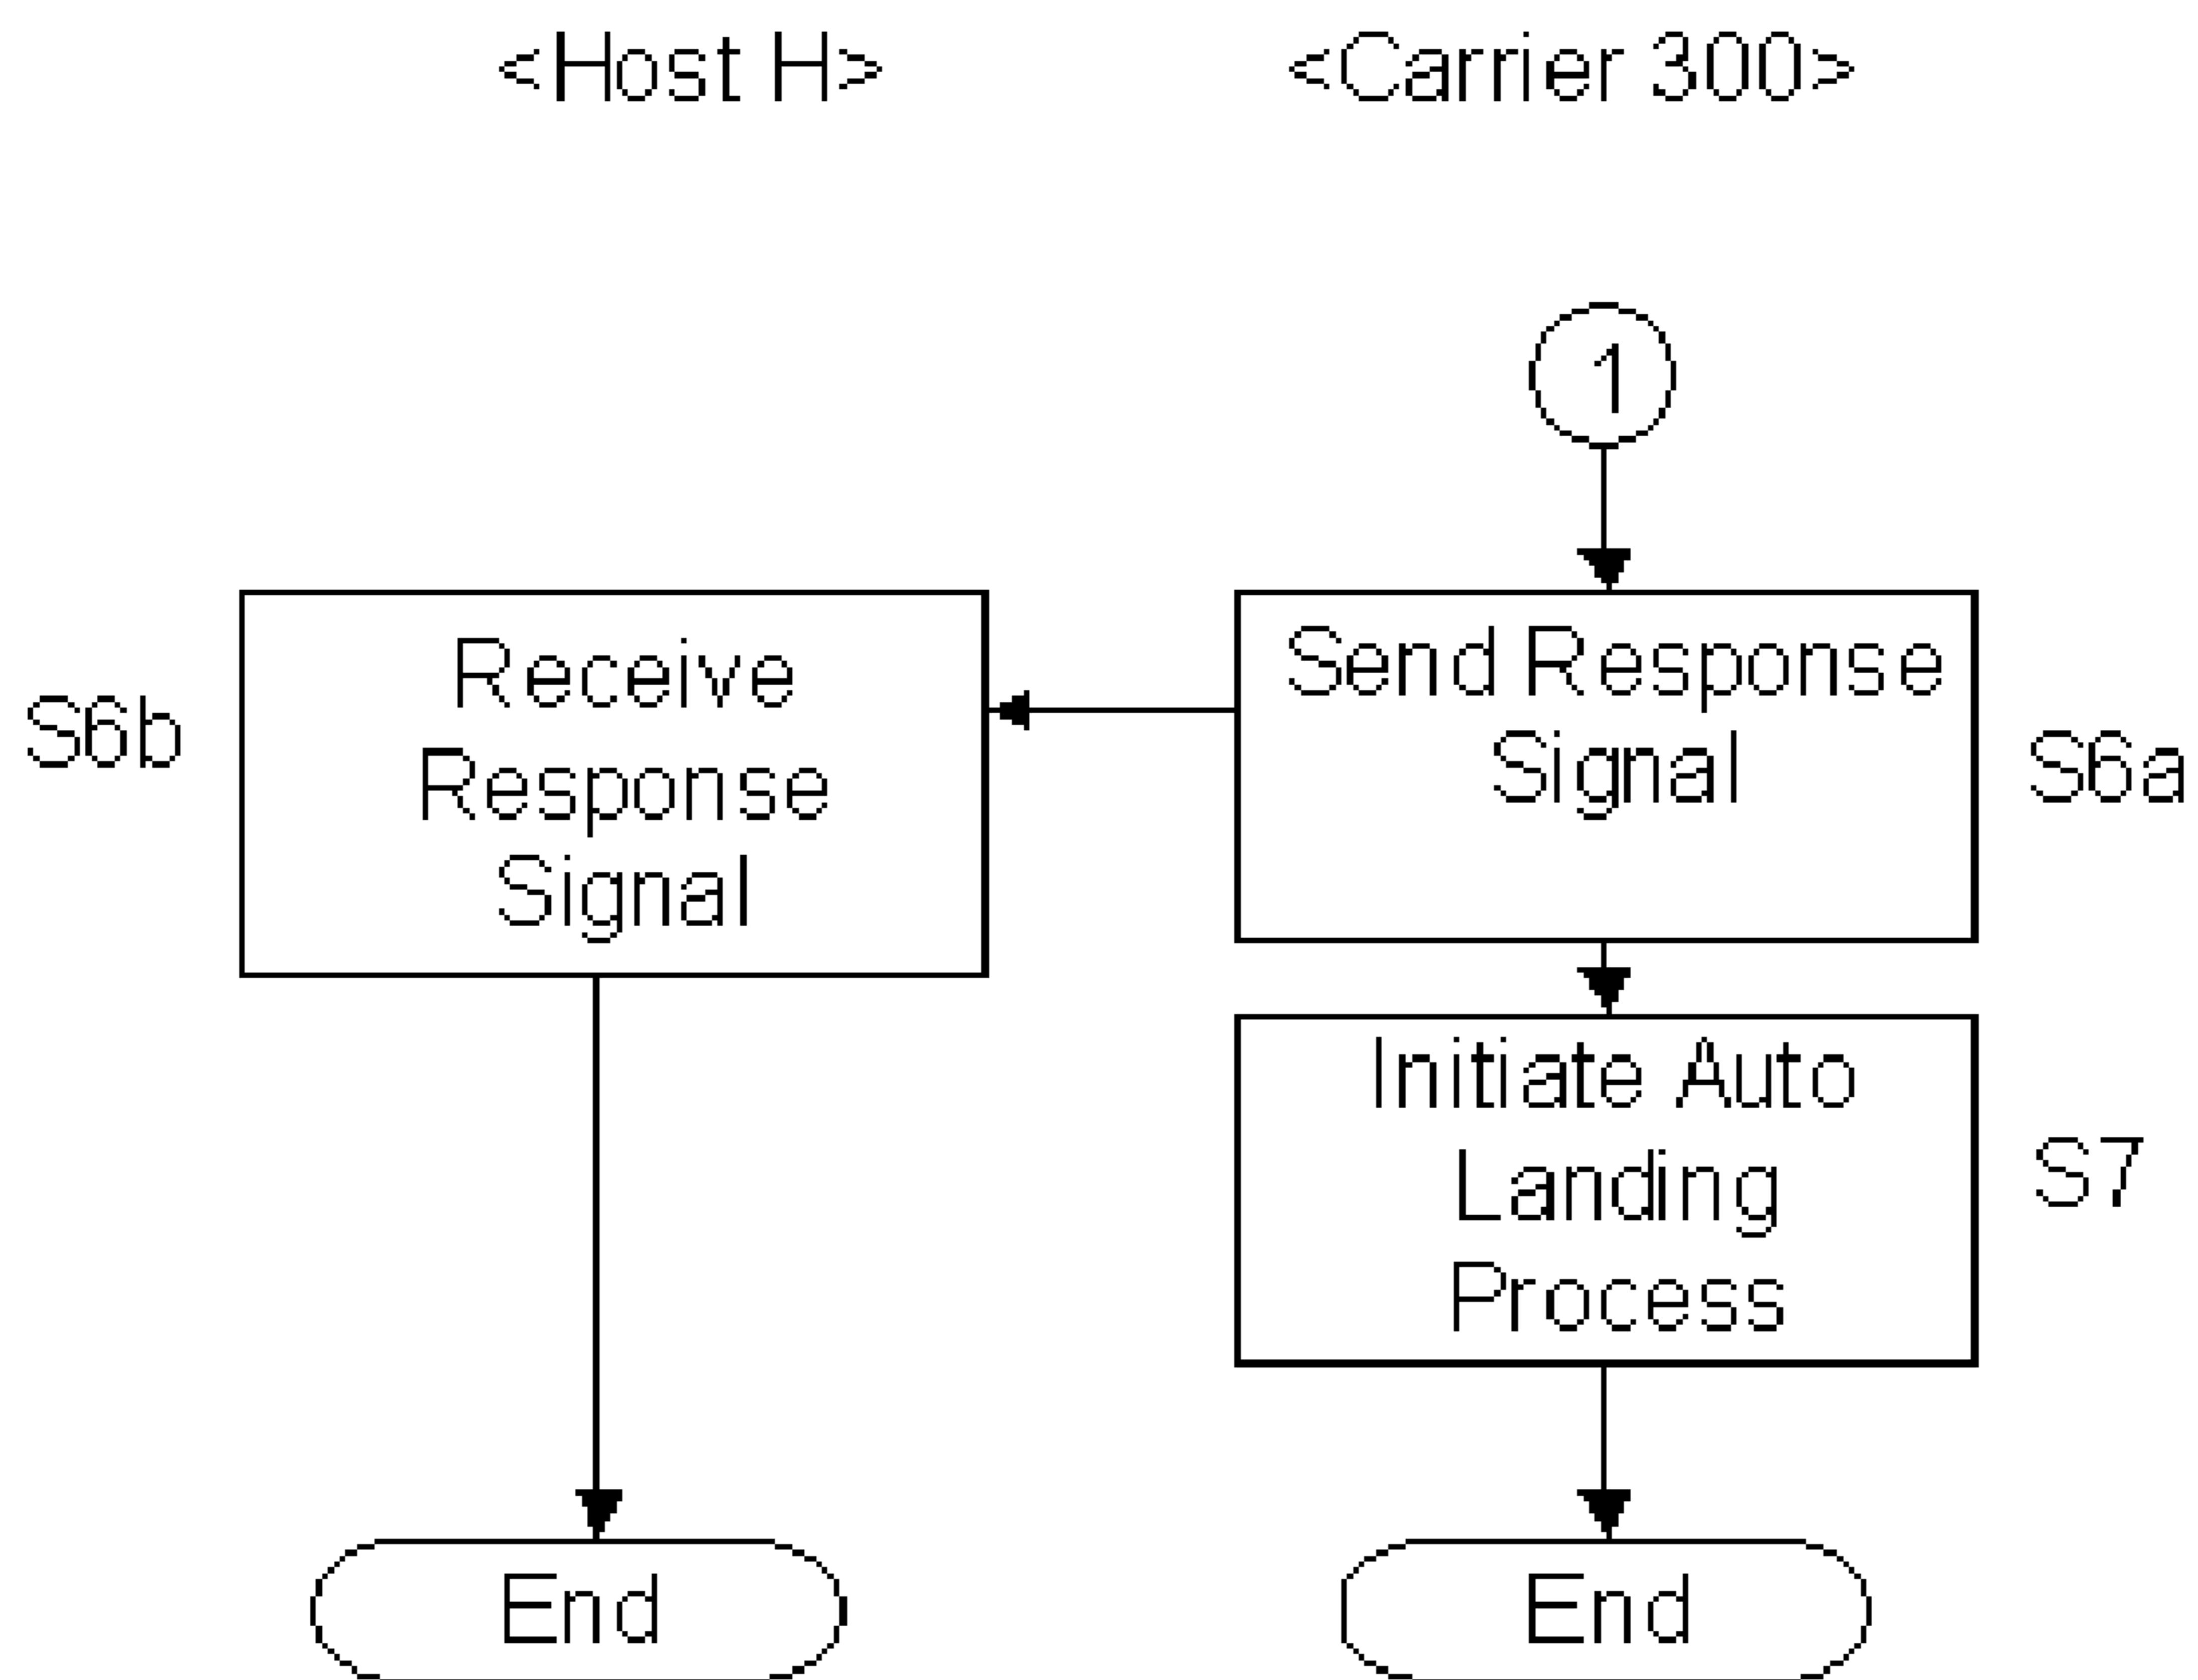 <Host H>
<Carrier 300>
1
Receive
Response
Signal
S6b
Send Response
Signal
S6a
Initiate Auto
Landing
Process
S7
End
End